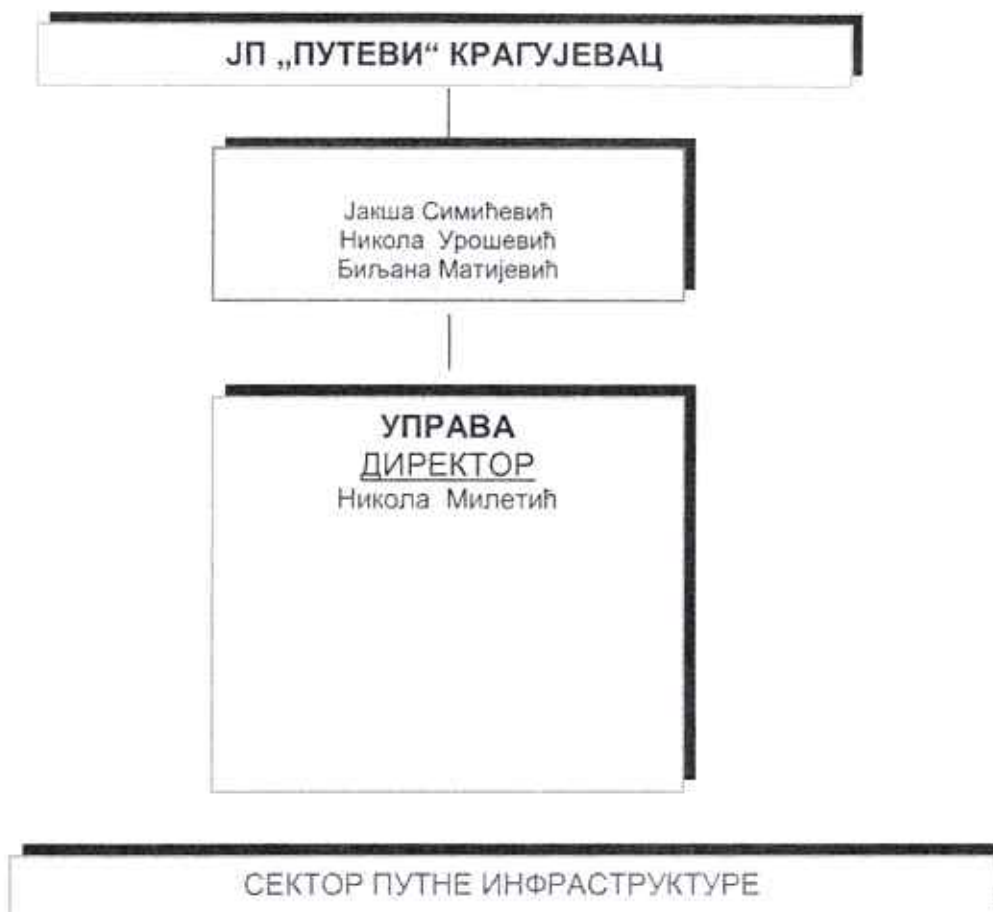 ЈП „ПУТЕВИ“ КРАГУЈЕВАЦ
Јакша Симићевић
Никола Урошевић
Биљана Матијевић
УПРАВА
ДИРЕКТОР
Никола Милетић
СЕКТОР ПУТНЕ ИНФРАСТРУКТУРЕ